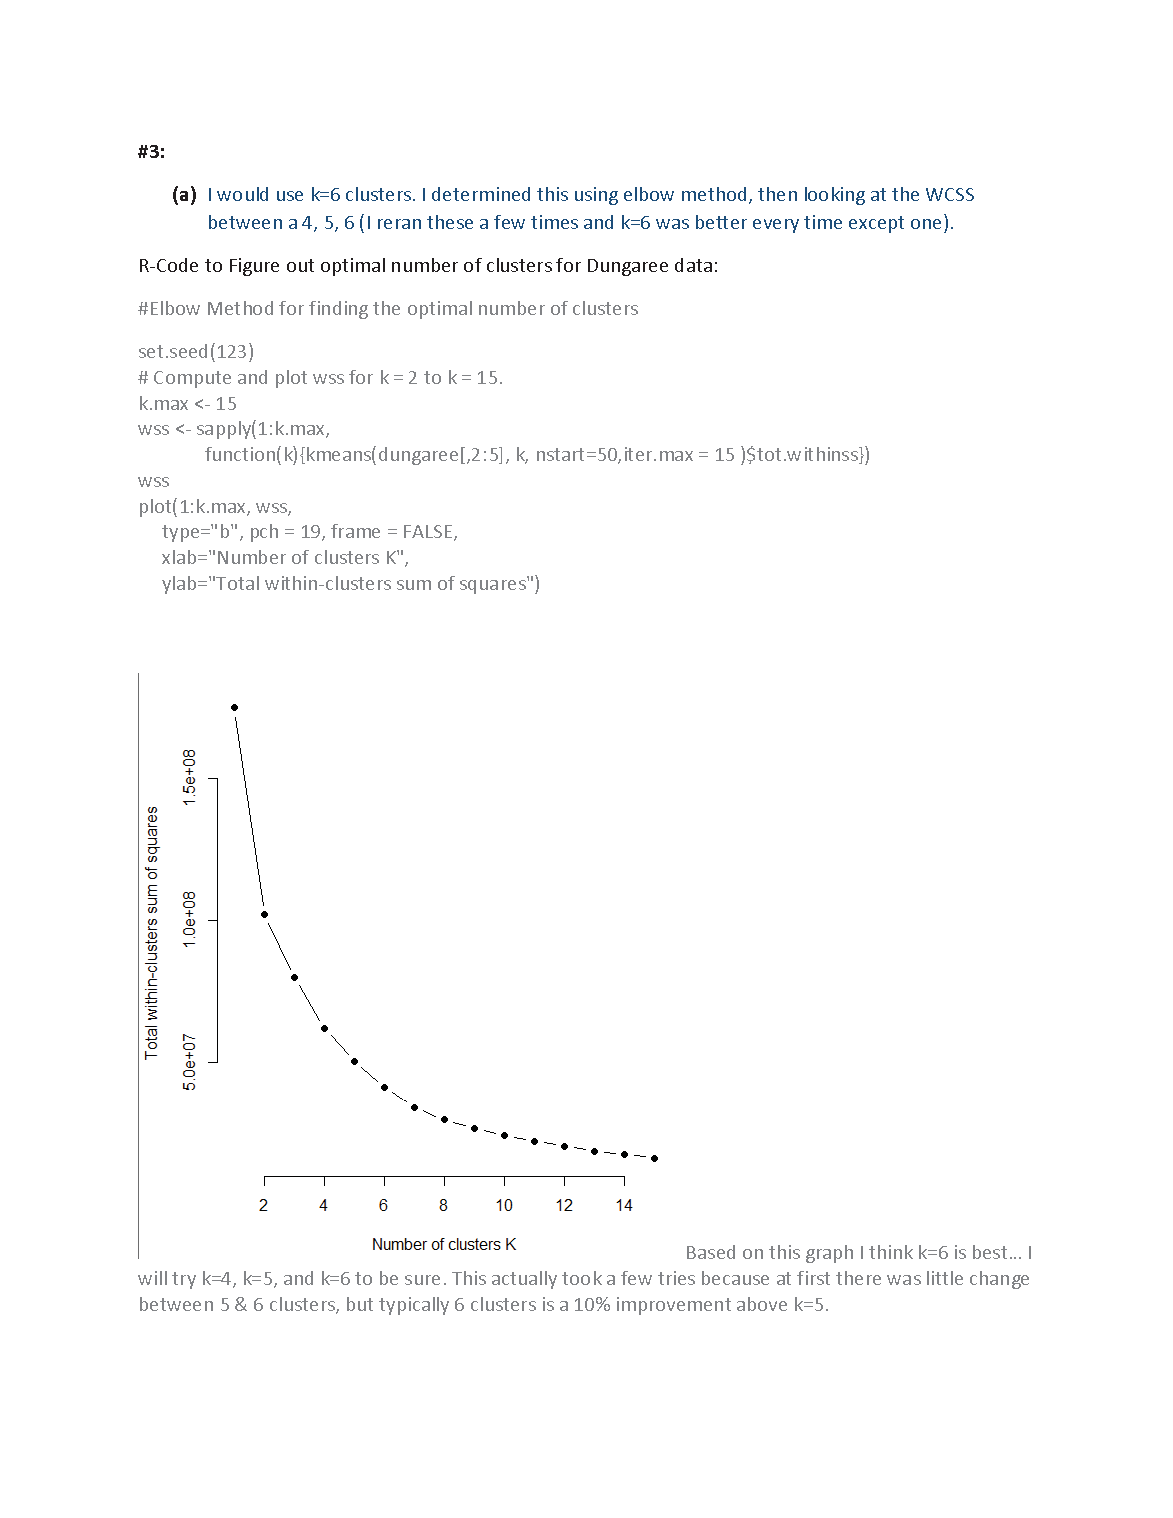 #3:
(a) I would use k=6 clusters. I determined this using elbow method, then looking at the WCSS
between a 4, 5, 6 (I reran these a few times and k=6 was better every time except one).
R-Code to Figure out optimal number of clusters for Dungaree data:
#Elbow Method for finding the optimal number of clusters
set.seed(123)
# Compute and plot wss for k = 2 to k = 15.
k.max <- 15
wss <- sapply(1:k.max,
function(k){kmeans(dungaree[,2:5], k, nstart=50,iter.max = 15 )$tot.withinss})
wss
plot(1:k.max, wss,
type="b", pch = 19, frame = FALSE,
xlab="Number of clusters K",
ylab="Total within-clusters sum of squares")
Total within-clusters sum of squares
1.5e+08
1.0e+08
5.0e+07
2 4 6 8 10 12 14
Number of clusters K
Based on this graph I think k=6 is best... I
will try k=4, k=5, and k=6 to be sure. This actually took a few tries because at first there was little change
between 5 & 6 clusters, but typically 6 clusters is a 10% improvement above k=5.